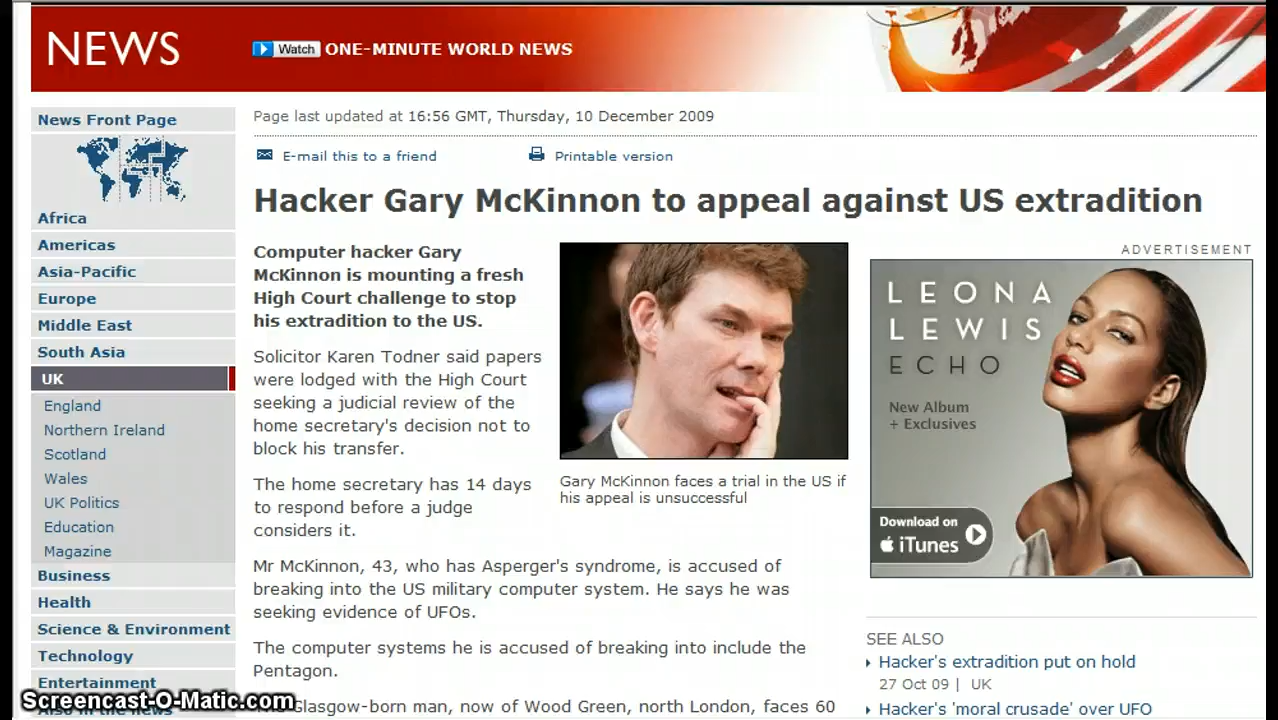 NEWS
Watch ONE-MINUTE WORLD NEWS
News Front Page
Africa
Americas
Asia-Pacific
Europe
Middle East
South Asia
UK
England
Northern Ireland
Scotland
Wales
UK Politics
Education
Magazine
Business
Health
Science & Environment
Technology
Entertainment
Also in the news
Page last updated at 16:56 GMT, Thursday, 10 December 2009
E-mail this to a friend
Printable version
Hacker Gary McKinnon to appeal against US extradition
Computer hacker Gary
McKinnon is mounting a fresh
High Court challenge to stop
his extradition to the US.
Solicitor Karen Todner said papers
were lodged with the High Court
seeking a judicial review of the
home secretary's decision not to
block his transfer.
The home secretary has 14 days
to respond before a judge
considers it.
Gary McKinnon faces a trial in the US if
his appeal is unsuccessful
Mr McKinnon, 43, who has Asperger's syndrome, is accused of
breaking into the US military computer system. He says he was
seeking evidence of UFOs.
The computer systems he is accused of breaking into include the
Pentagon.
Glasgow-born man, now of Wood Green, north London, faces 60
ADVERTISEMENT
LEONA
LEWIS
ECHO
New Album
+ Exclusives
Download on
iTunes
SEE ALSO
Hacker's extradition put on hold
27 Oct 09 | UK
Hacker's 'moral crusade' over UFO
Screencast-O-Matic.com